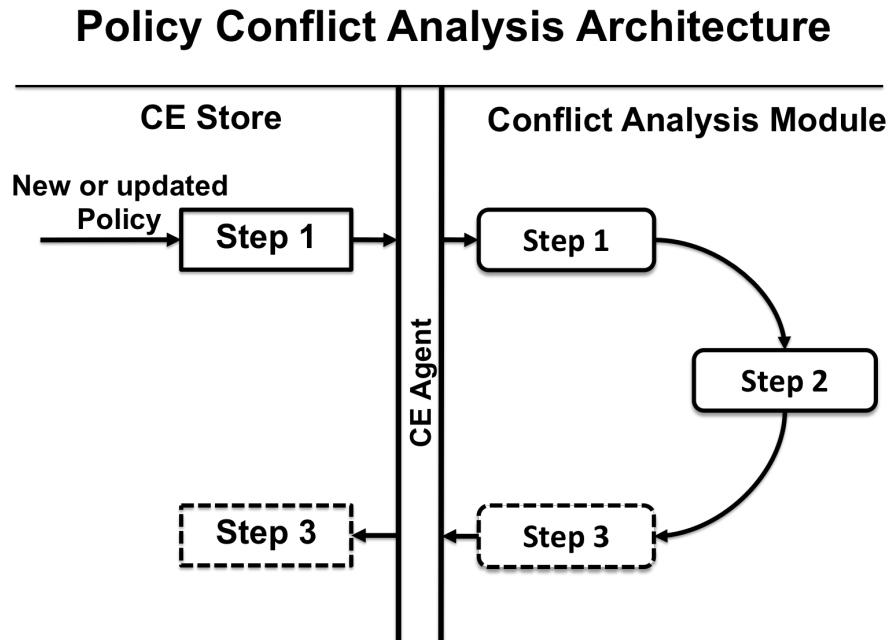 Policy Conflict Analysis Architecture
CE Store
Conflict Analysis Module
New or updated
Policy
Step 1
Step 1
CE Agent
Step 2
Step 3
Step 3